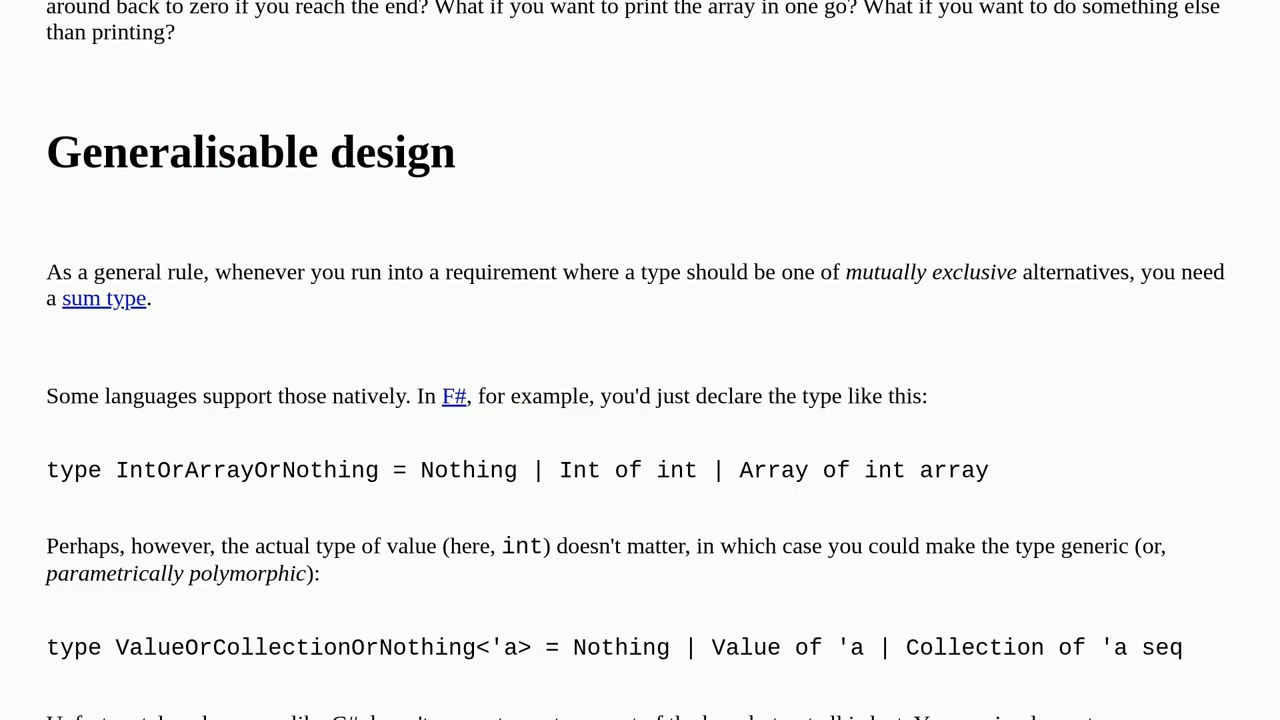 around back to zero if you reach the end? What if you want to print the array in one go? What if you want to do something else
than printing?
Generalisable design
As a general rule, whenever you run into a requirement where a type should be one of mutually exclusive alternatives, you need
a sum type.
Some languages support those natively. In F#, for example, you'd just declare the type like this:
type IntOrArrayOrNothing = Nothing | Int of int | Array of int array
Perhaps, however, the actual type of value (here, int) doesn't matter, in which case you could make the type generic (or,
parametrically polymorphic):
type ValueOrCollectionOrNothing<'a> = Nothing | Value of 'a | Collection of 'a seq